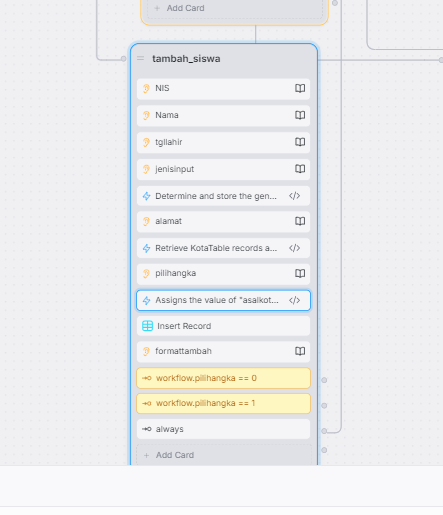 Add Card
tambah_siswa
NIS
Nama
tgllahir
jenisinput
Determine and store the gen...
alamat
Retrieve KotaTable records a...
pilihangka
Assigns the value of "asalkot...
Insert Record
formattambah
workflow.pilihangka == 0
workflow.pilihangka == 1
always
Add Card